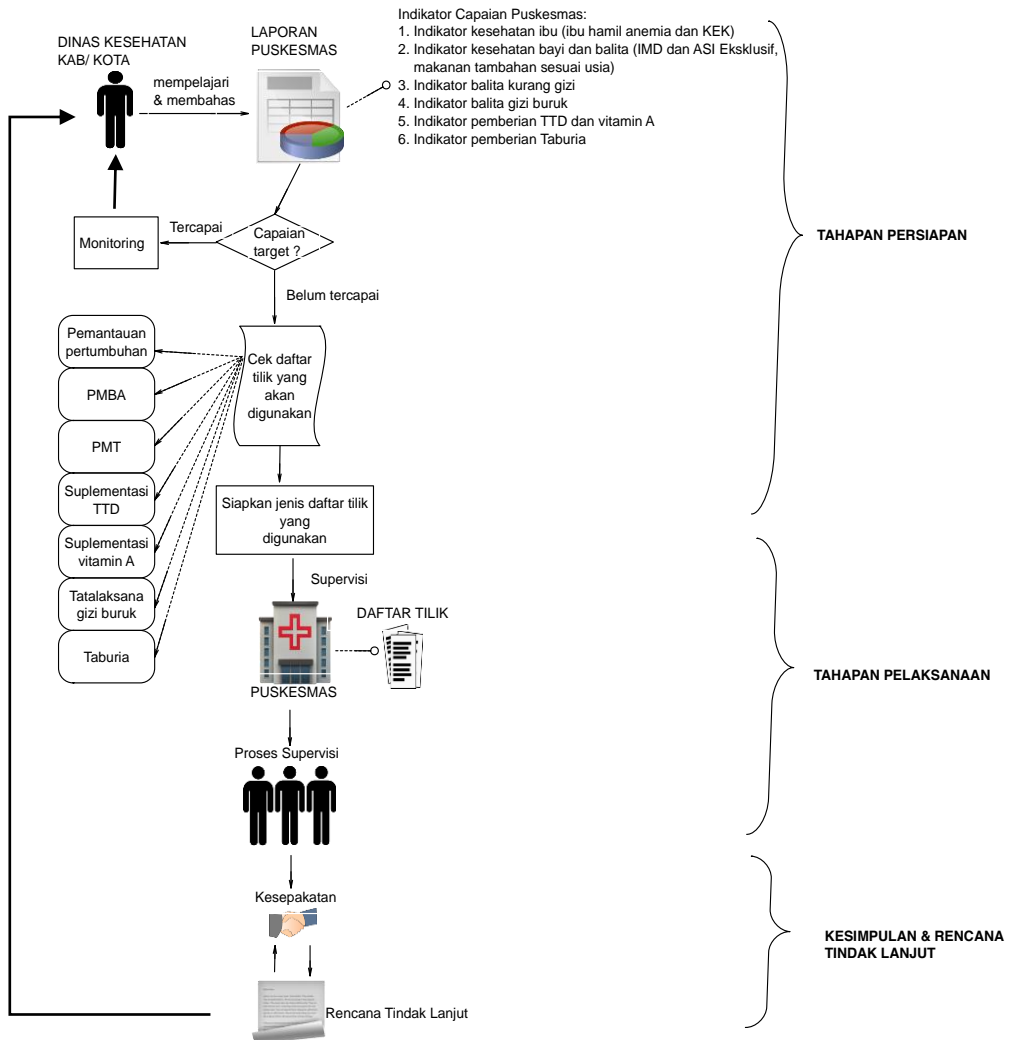 DINAS KESEHATAN
KAB/ KOTA
mempelajari
& membahas
LAPORAN
PUSKESMAS
Indikator Capaian Puskesmas:
1. Indikator kesehatan ibu (ibu hamil anemia dan KEK)
2. Indikator kesehatan bayi dan balita (IMD dan ASI Eksklusif,
makanan tambahan sesuai usia)
3. Indikator balita kurang gizi
4. Indikator balita gizi buruk
5. Indikator pemberian TTD dan vitamin A
6. Indikator pemberian Taburia
Monitoring
Tercapai
Capaian
target ?
TAHAPAN PERSIAPAN
Belum tercapai
Pemantauan
pertumbuhan
PMBA
PMT
Suplementasi
TTD
Suplementasi
vitamin A
Tatalaksana
gizi buruk
Taburia
Cek daftar
tilik yang
akan
digunakan
Siapkan jenis daftar tilik
yang
digunakan
Supervisi
DAFTAR TILIK
PUSKESMAS
TAHAPAN PELAKSANAAN
Proses Supervisi
Kesepakatan
KESIMPULAN & RENCANA
TINDAK LANJUT
Rencana Tindak Lanjut